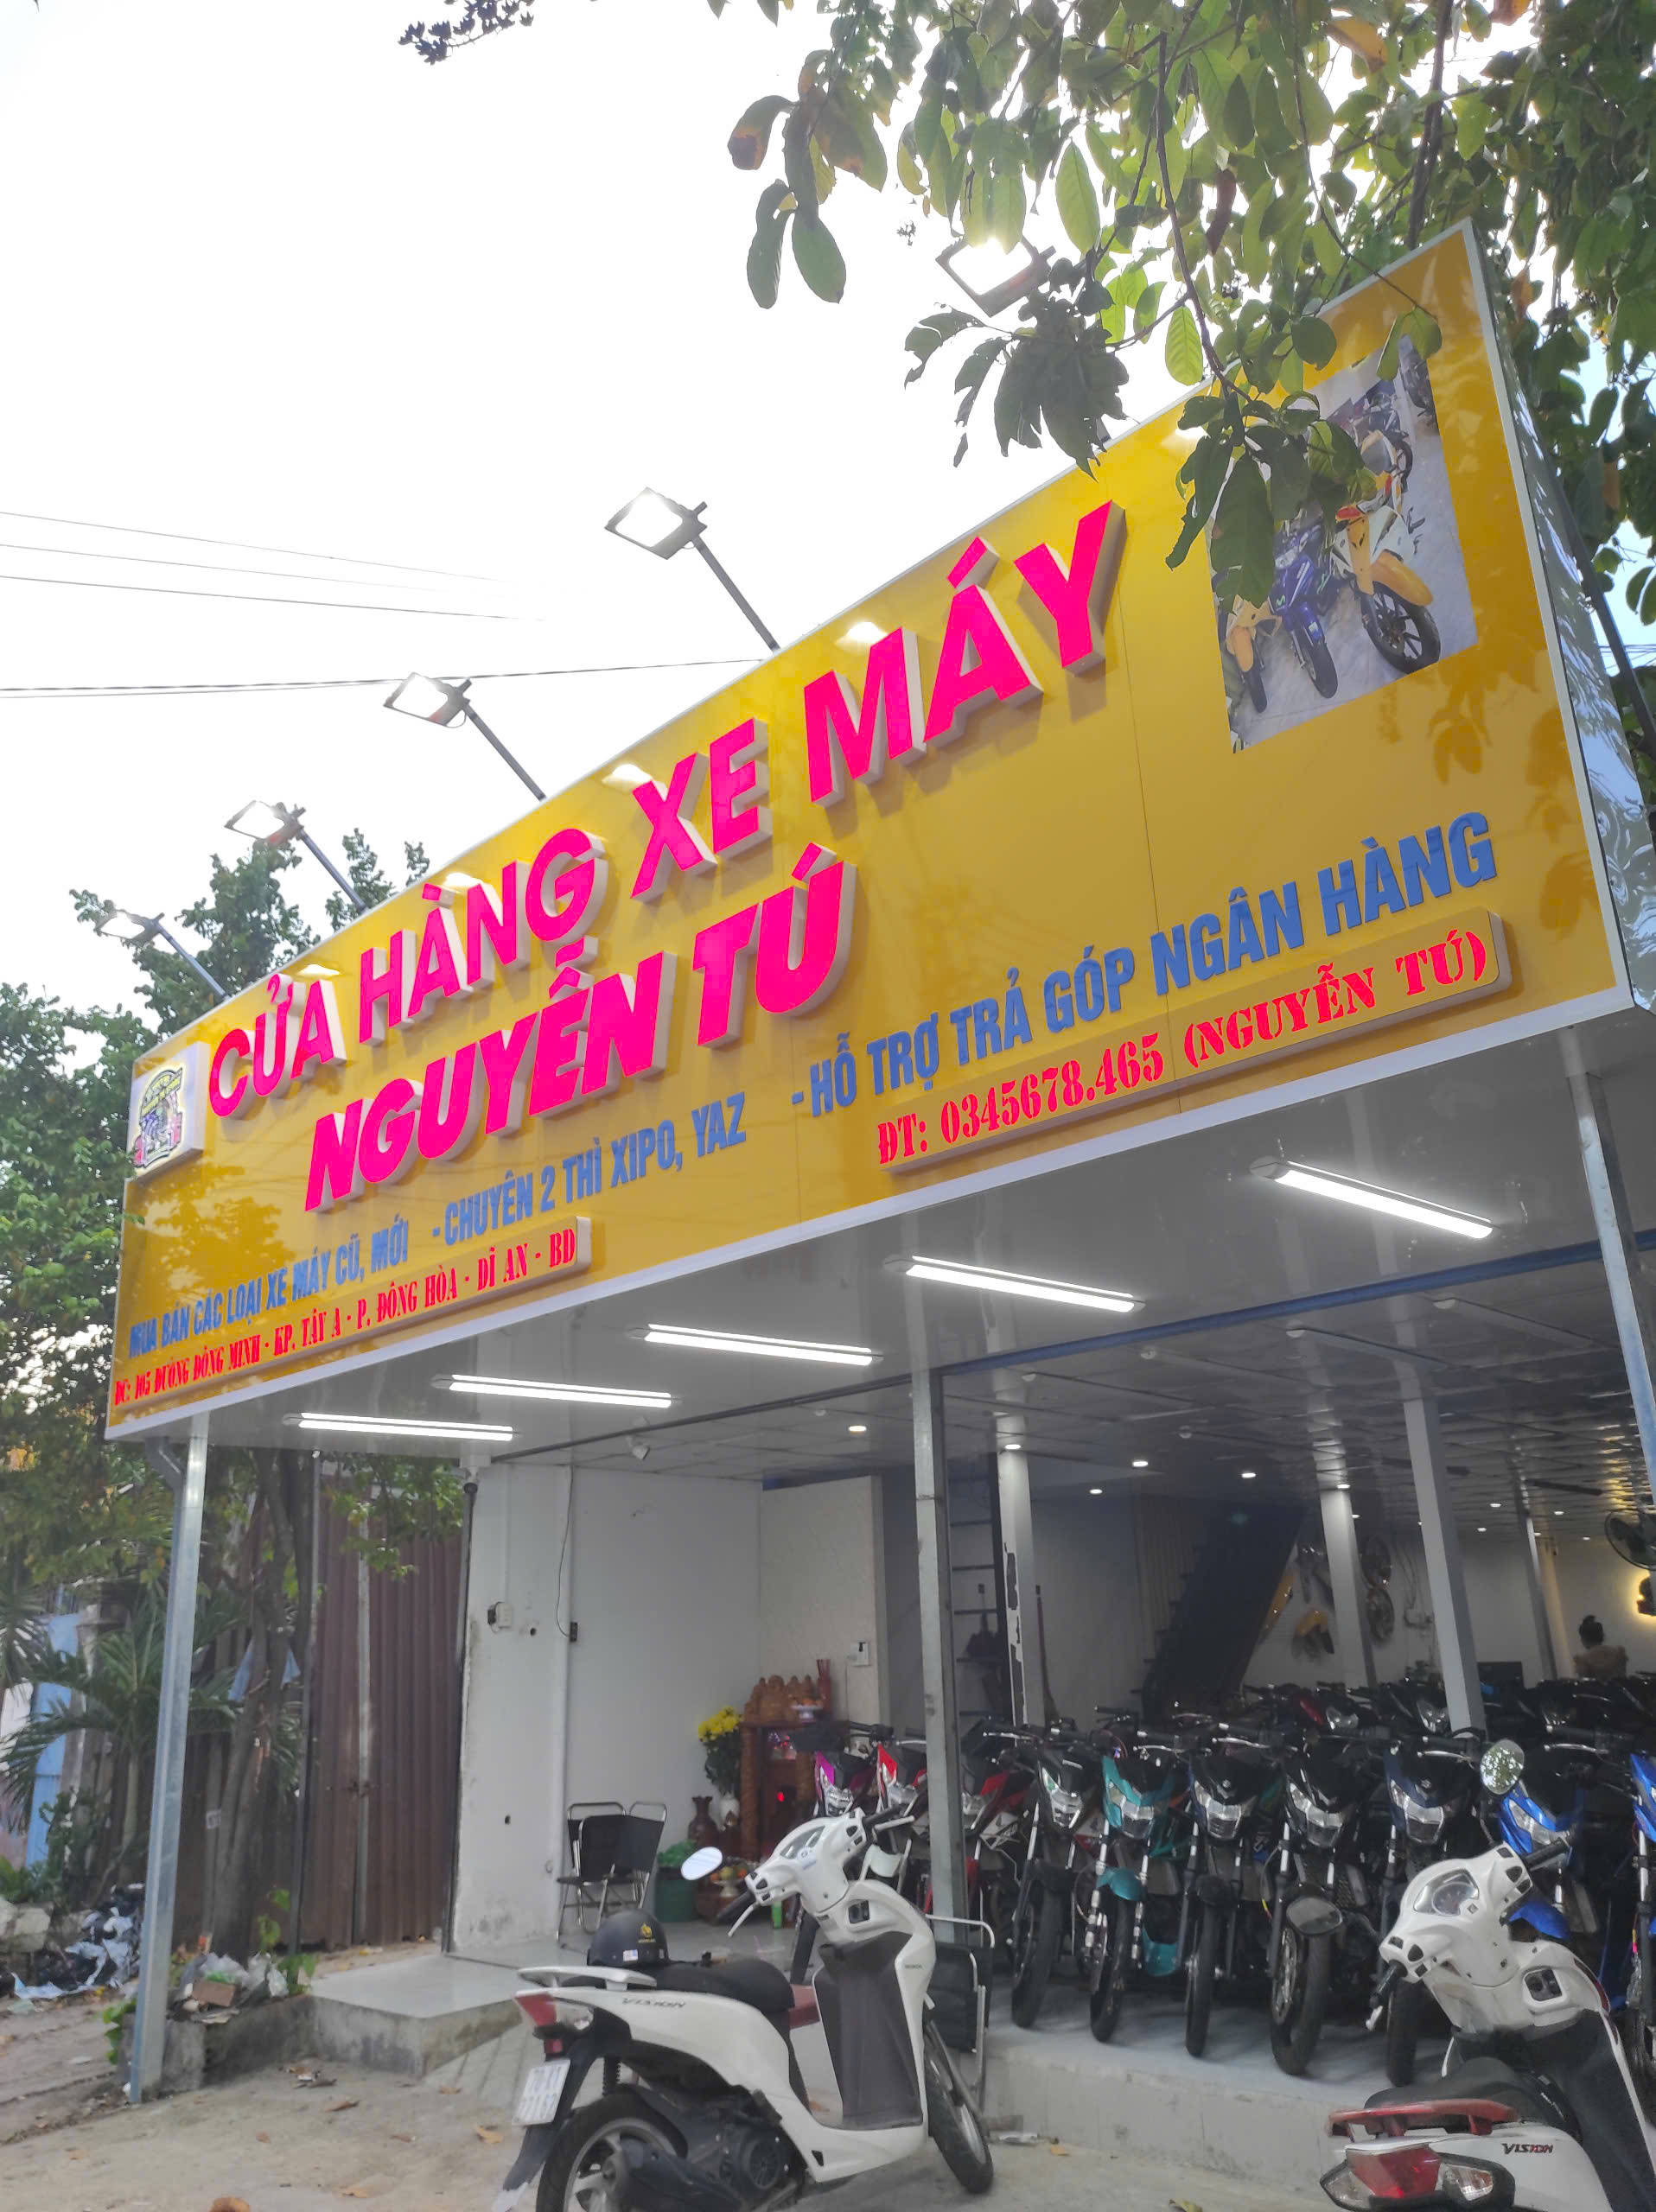 CỬA HÀNG XE MÁY
NGUYỄN TÚ
MUA BÁN CÁC LOẠI XE MÁY CŨ, MỚI - CHUYÊN 2 THÌ XIPO, YAZ - HỖ TRỢ TRẢ GÓP NGÂN HÀNG
ĐC: 105 ĐƯỜNG ĐÔNG MINH - KP. TÂY A - P. ĐÔNG HÒA - DĨ AN - BD
ĐT: 0345678.465 (NGUYỄN TÚ)
VISION
VISION